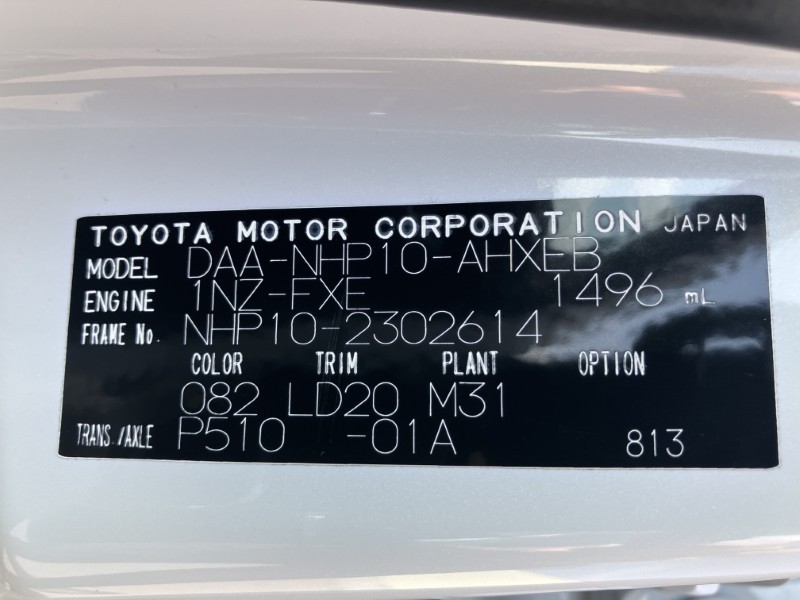 TOYOTA MOTOR CORPORATION JAPAN
MODEL DAA-NHP10-AHXEB
ENGINE 1NZ-FXE 1496 mL
FRAME No. NHP10-2302614
COLOR TRIM PLANT OPTION
082 LD20 M31
TRANS./AXLE P510 -01A 813